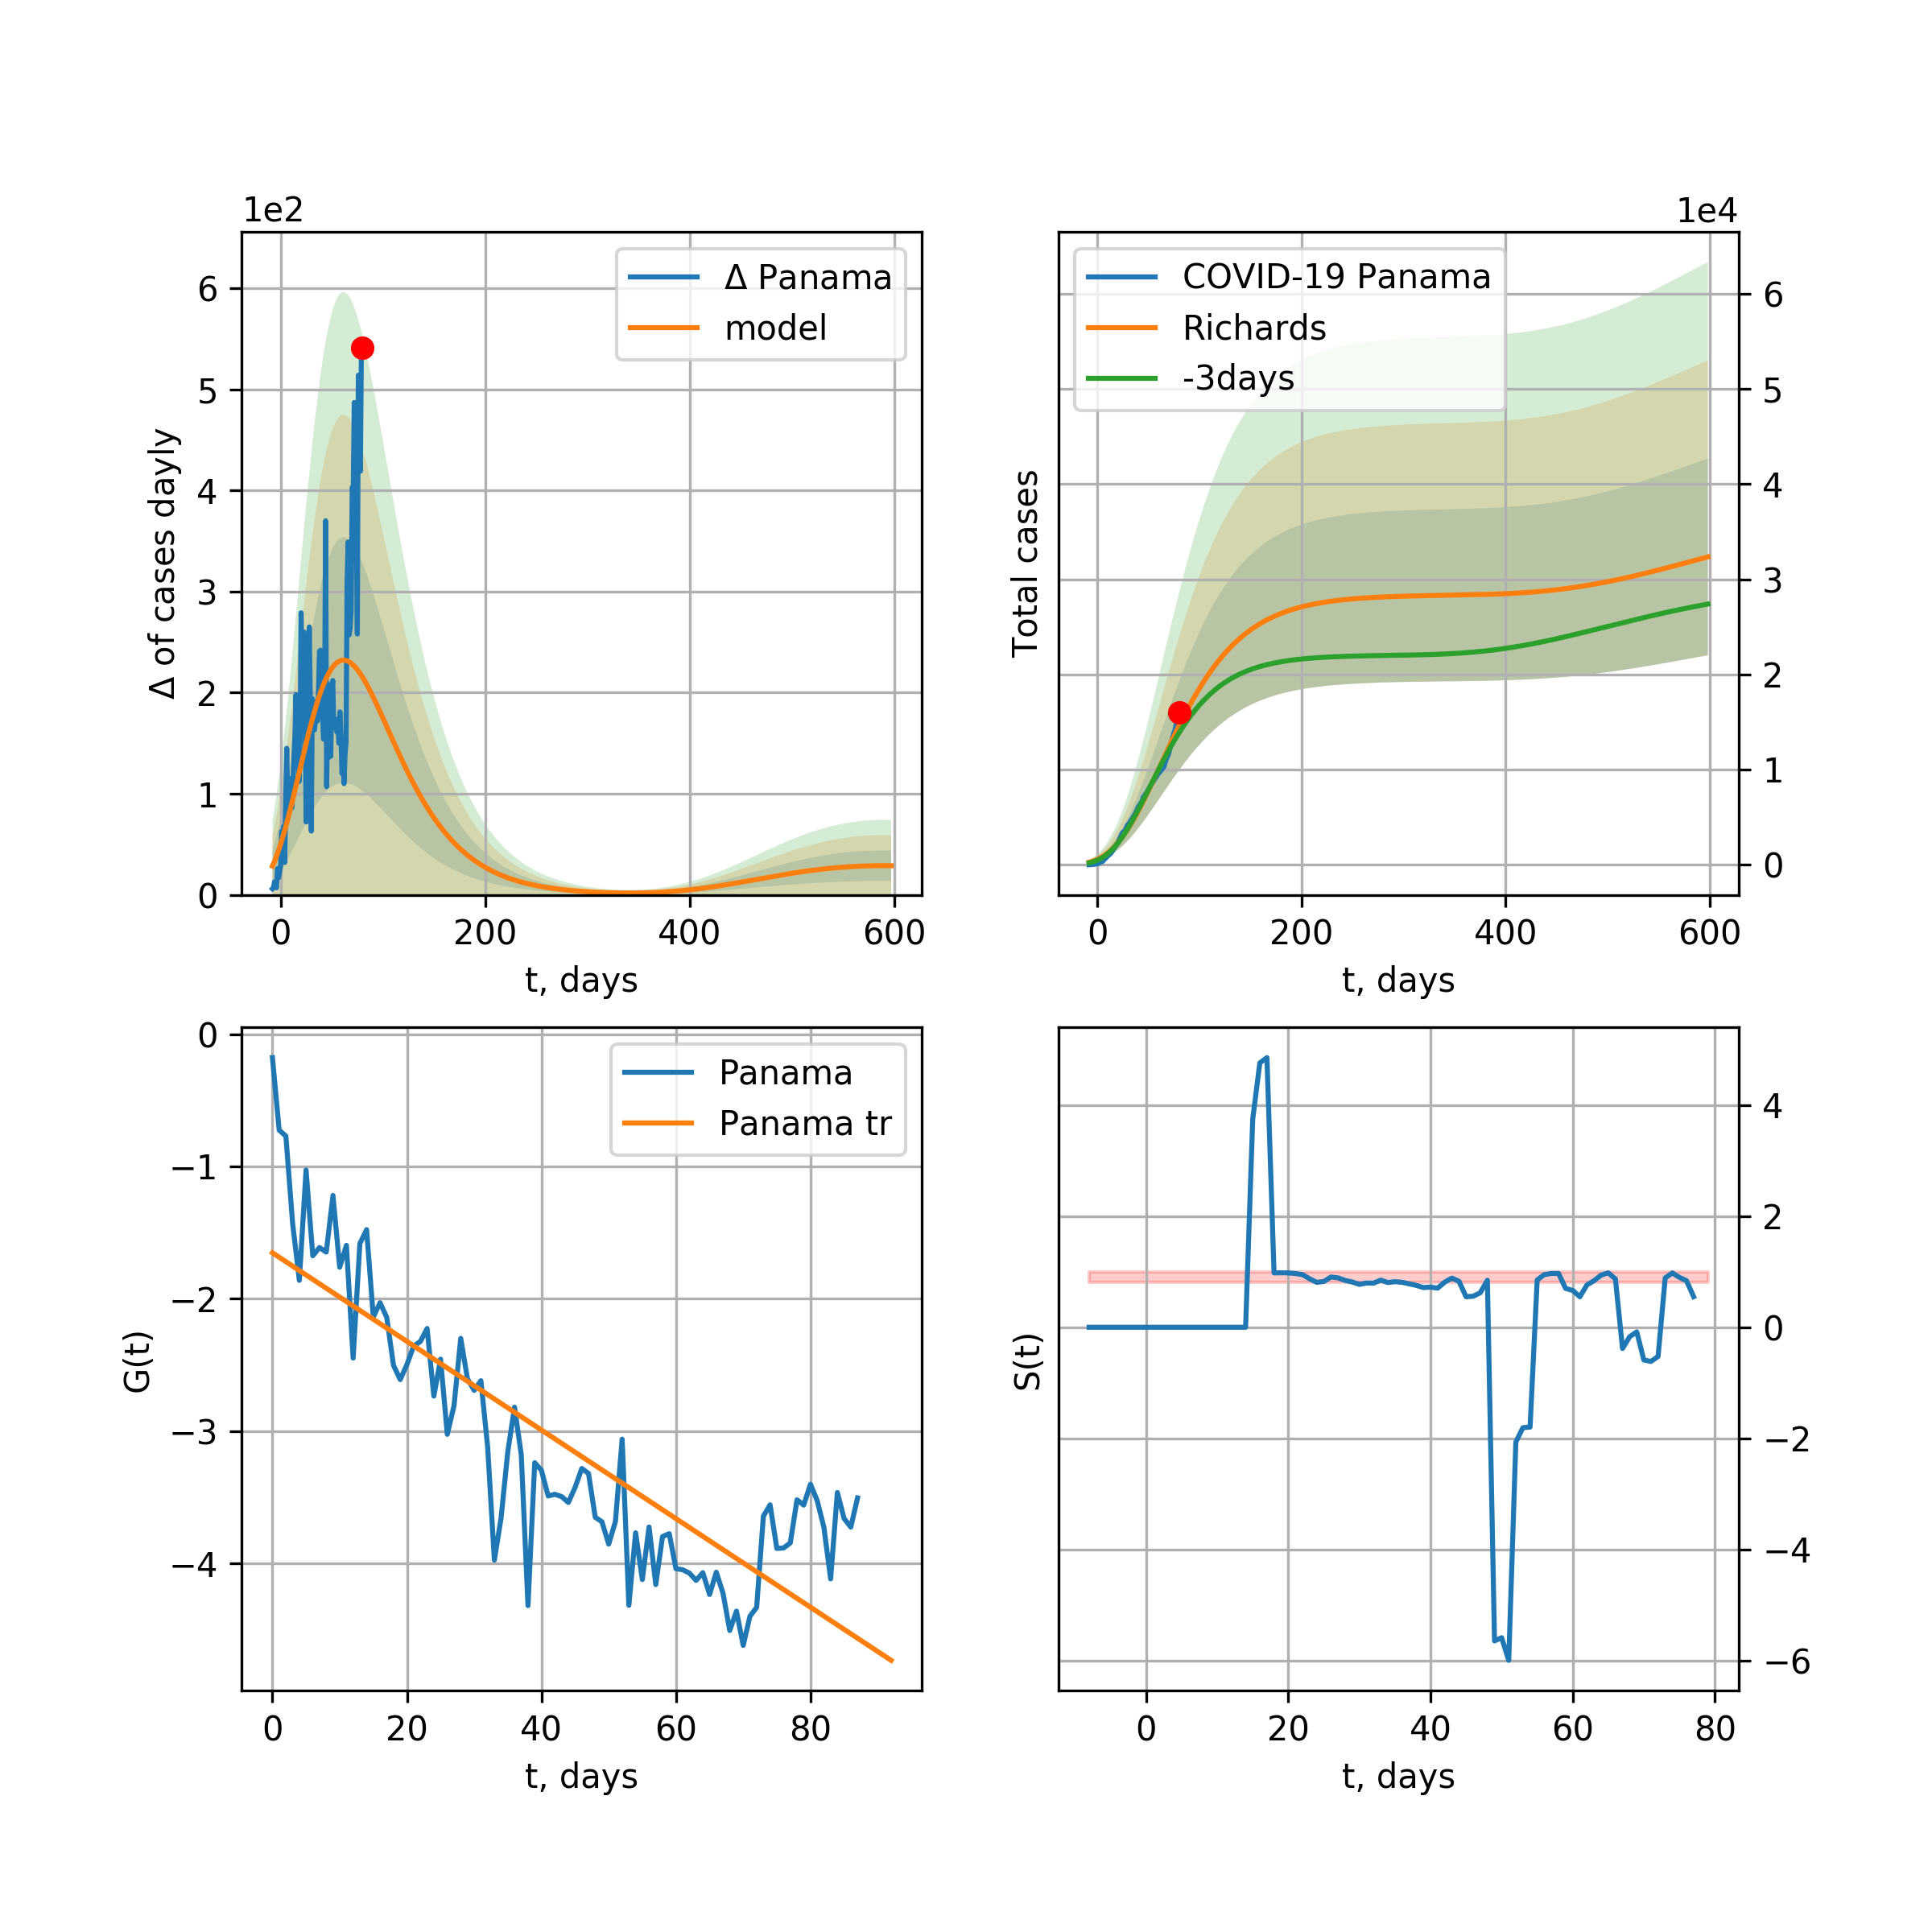 1e2
Δ Panama
model
6
5
4
3
2
1
0
Δ of cases dayly
0 200 400 600
t, days
1e4
COVID-19 Panama
Richards
-3days
6
5
4
3
2
1
0
Total cases
0 200 400 600
t, days
Panama
Panama tr
0
−1
−2
−3
−4
G(t)
0 20 40 60 80
t, days
4
2
0
−2
−4
−6
S(t)
0 20 40 60 80
t, days